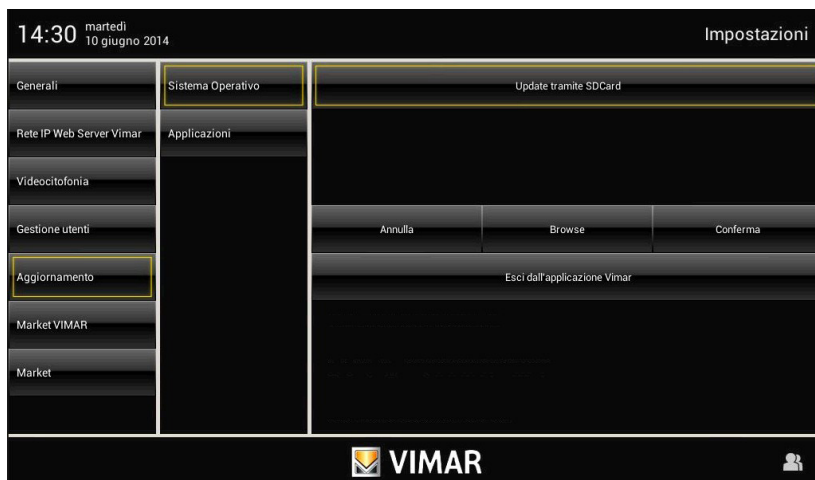 14:30
martedì
10 giugno 2014
Impostazioni
Generali
Rete IP Web Server Vimar
Videocitofonia
Gestione utenti
Aggiornamento
Market VIMAR
Market
Sistema Operativo
Applicazioni
Update tramite SDCard
Annulla
Browse
Conferma
Esci dall'applicazione Vimar
VIMAR